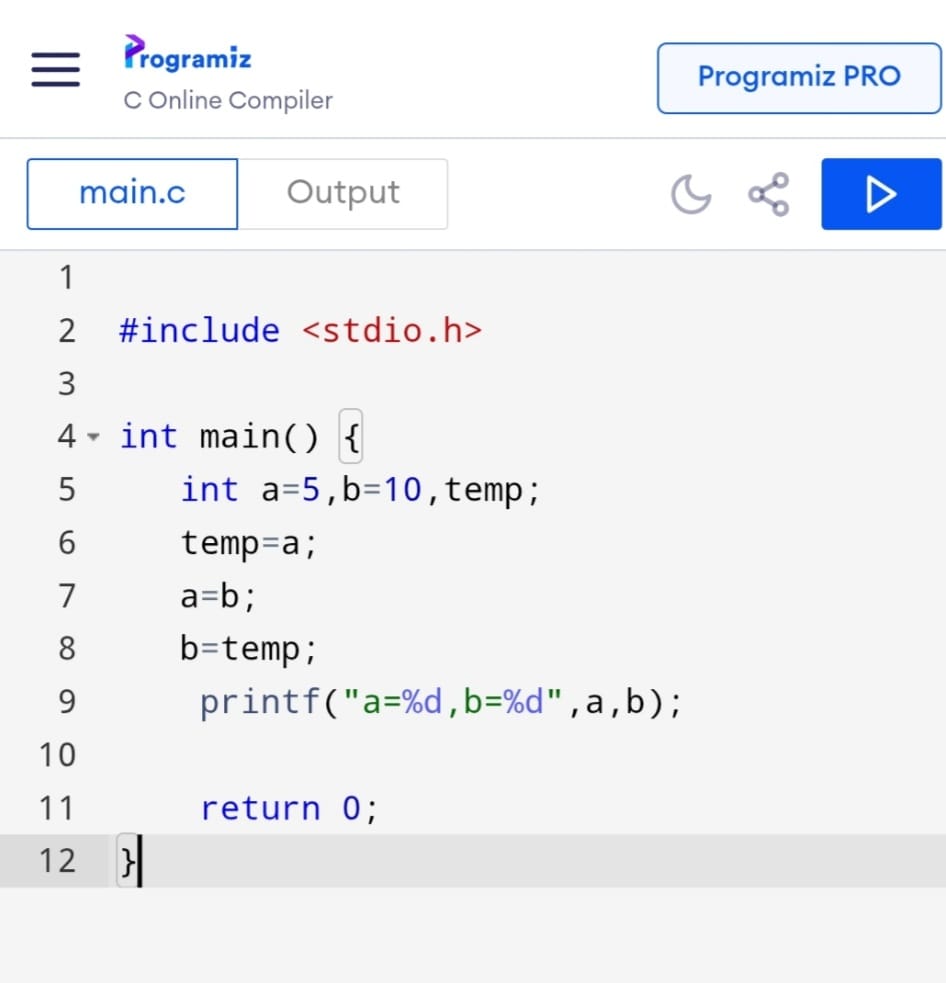 Programiz
C Online Compiler
Programiz PRO
main.c
Output
1
2 #include <stdio.h>
3
4 int main() {
5    int a=5,b=10,temp;
6    temp=a;
7    a=b;
8    b=temp;
9     printf("a=%d,b=%d",a,b);
10
11     return 0;
12 }